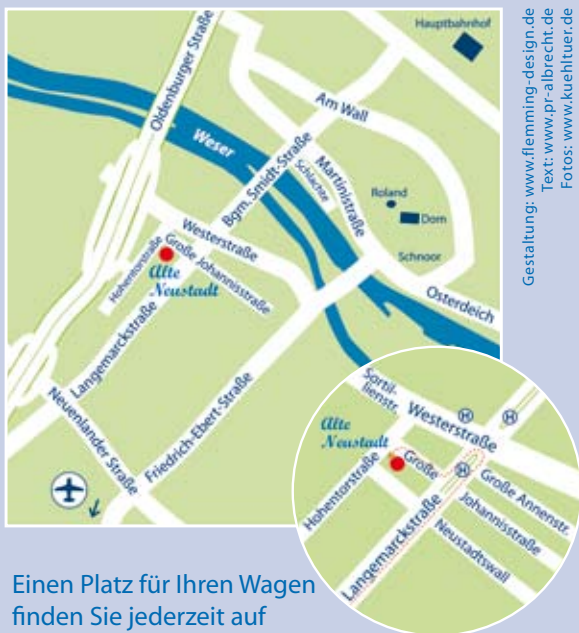 Hauptbahnhof
Oldenburger Straße
Am Wall
Weser
Bgm. Smidt-Straße
Martinistraße
Schlachte
Roland
Dom
Westerstraße
Schnoor
Hohentorstraße
Große Johannisstraße
Alte
Neustadt
Osterdeich
Langemarckstraße
Neuenlander Straße
Friedrich-Ebert-Straße
Sortil-
lienstr.
H
H
Westerstraße
Alte
Neustadt
Große
H
Große Annenstr.
Hohentorstraße
Johannisstraße
Langemarckstraße
Neustadtswall
Einen Platz für Ihren Wagen
finden Sie jederzeit auf
Gestaltung: www.flemming-design.de
Text: www.pr-albrecht.de
Fotos: www.kuehltuer.de